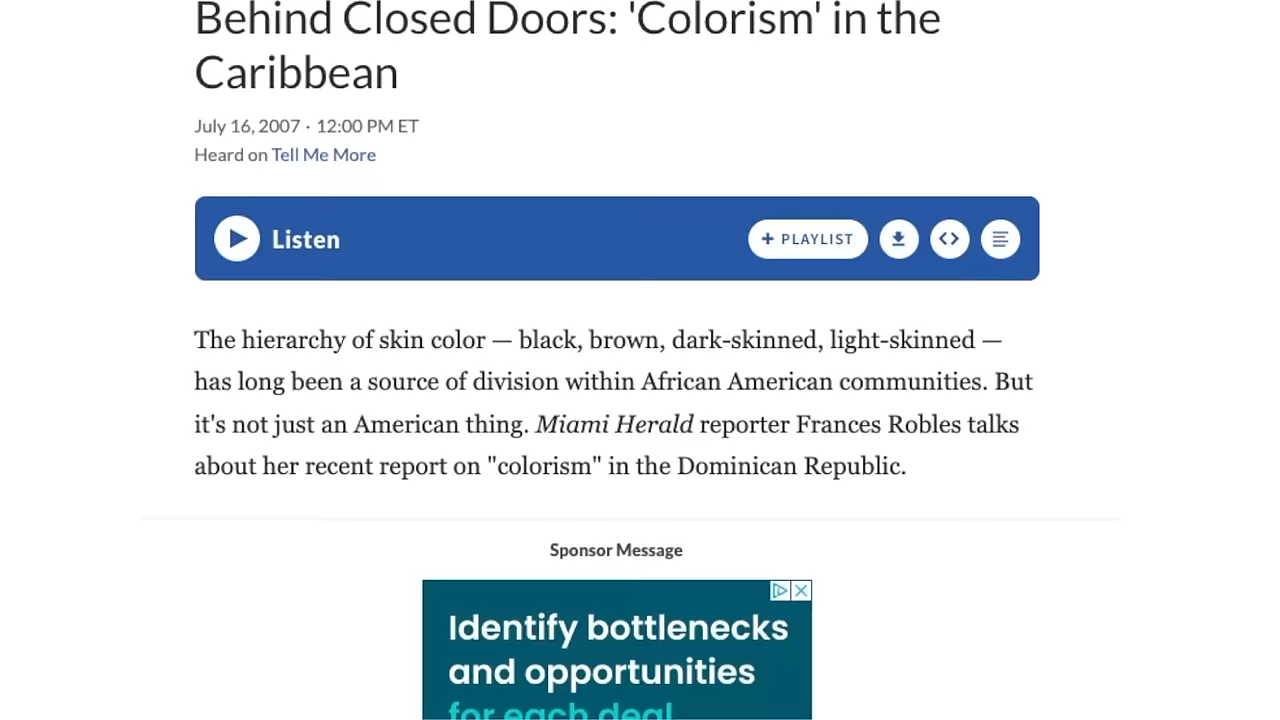 Behind Closed Doors: 'Colorism' in the
Caribbean
July 16, 2007 · 12:00 PM ET
Heard on Tell Me More
Listen
+ PLAYLIST
The hierarchy of skin color — black, brown, dark-skinned, light-skinned —
has long been a source of division within African American communities. But
it's not just an American thing. Miami Herald reporter Frances Robles talks
about her recent report on "colorism" in the Dominican Republic.
Sponsor Message
Identify bottlenecks
and opportunities
for each deal